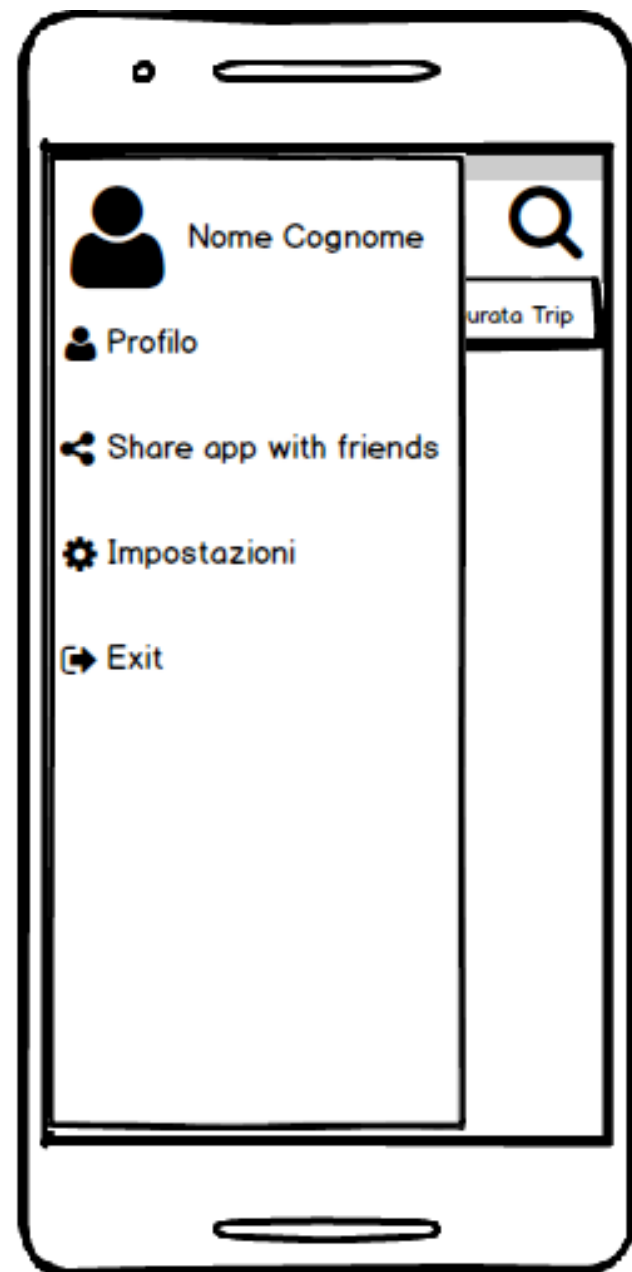 Nome Cognome
urata Trip
Profilo
Share app with friends
Impostazioni
Exit